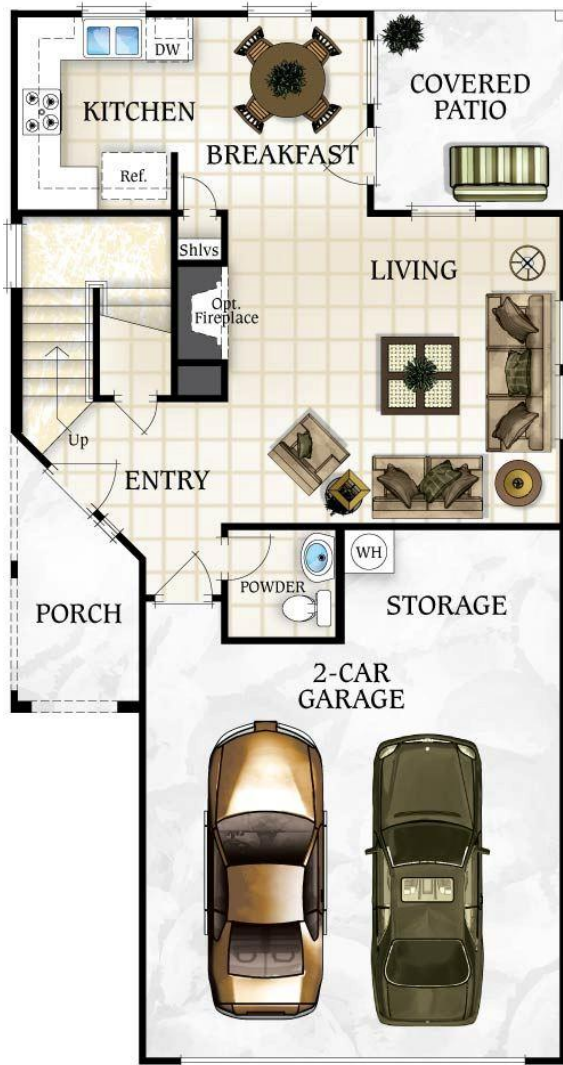 DW
KITCHEN
COVERED
PATIO
BREAKFAST
Ref.
Shlvs
LIVING
Opt.
Fireplace
Up
ENTRY
WH
POWDER
PORCH
STORAGE
2-CAR
GARAGE